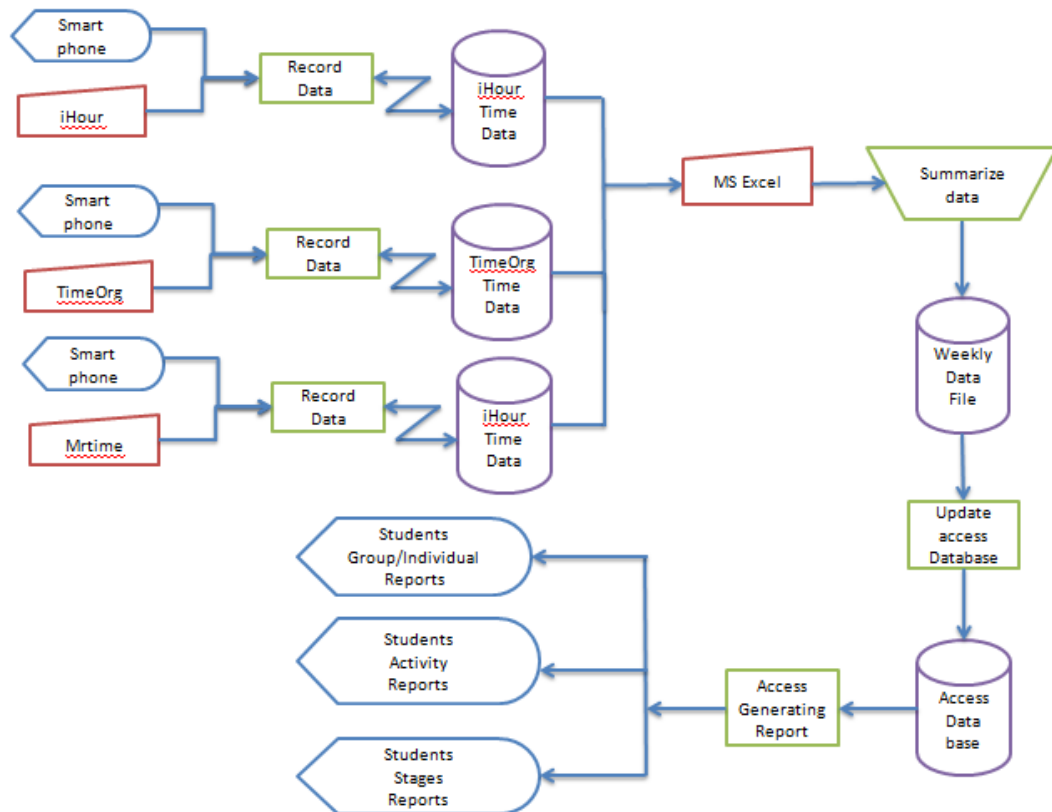 Smart
phone
iHour
Record
Data
iHour
Time
Data
Smart
phone
TimeOrg
Record
Data
TimeOrg
Time
Data
Smart
phone
Mrtime
Record
Data
iHour
Time
Data
MS Excel
Summarize
data
Weekly
Data
File
Update
access
Database
Access
Data
base
Access
Generating
Report
Students
Group/Individual
Reports
Students
Activity
Reports
Students
Stages
Reports